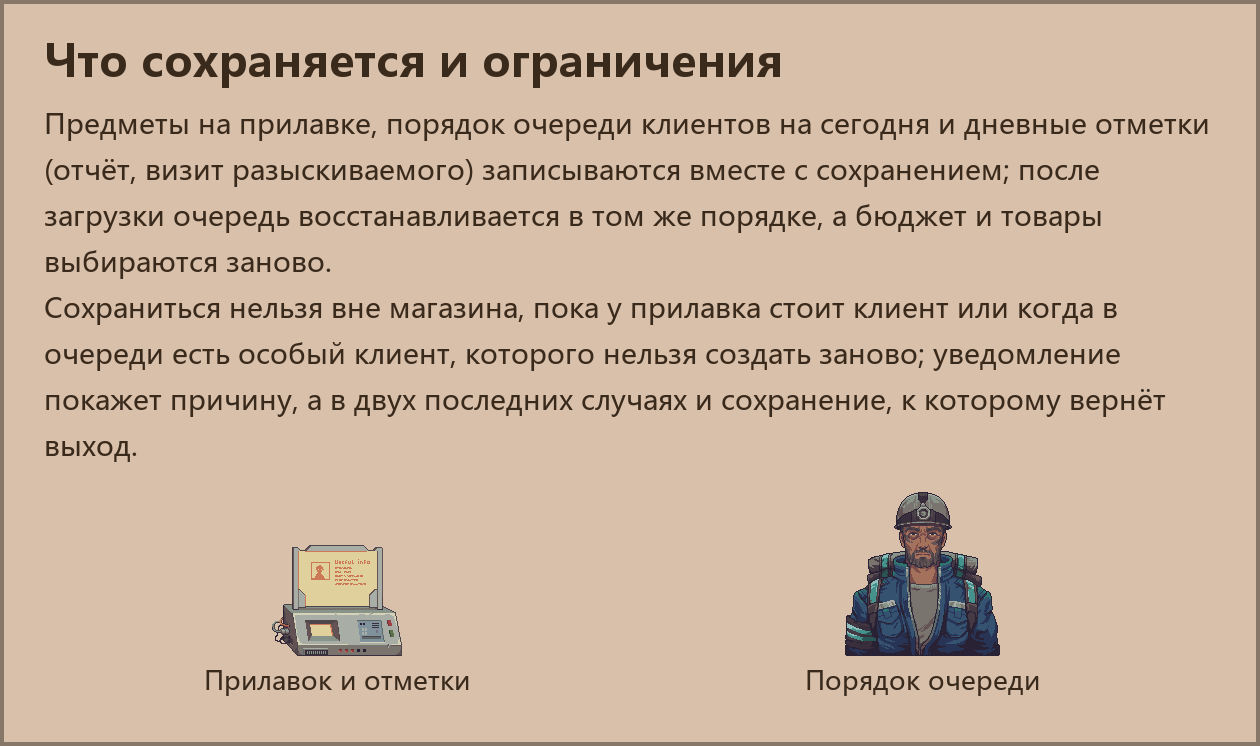 Что сохраняется и ограничения
Предметы на прилавке, порядок очереди клиентов на сегодня и дневные отметки
(отчёт, визит разыскиваемого) записываются вместе с сохранением; после
загрузки очередь восстанавливается в том же порядке, а бюджет и товары
выбираются заново.
Сохраниться нельзя вне магазина, пока у прилавка стоит клиент или когда в
очереди есть особый клиент, которого нельзя создать заново; уведомление
покажет причину, а в двух последних случаях и сохранение, к которому вернёт
выход.
Useful info
Прилавок и отметки
Порядок очереди